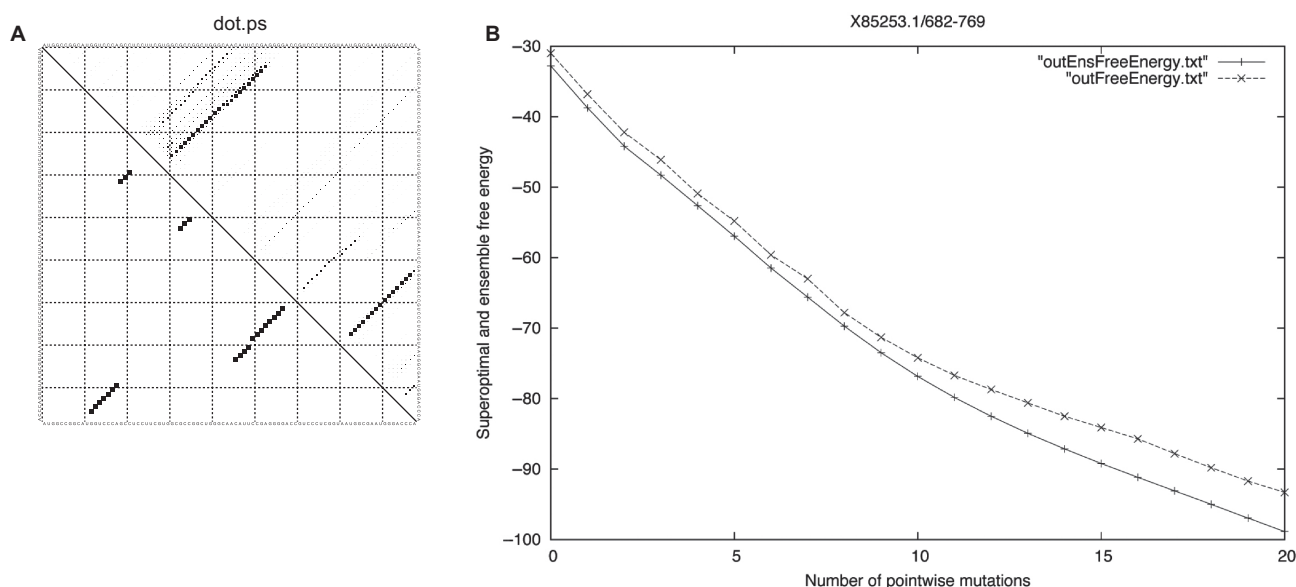 dot.ps
A
B
X85253.1/682-769
"outEnsFreeEnergy.txt"
"outFreeEnergy.txt"
−30
−40
−50
−60
−70
−80
−90
−100
Superoptimal and ensemble free energy
0
5
10
15
20
Number of pointwise mutations